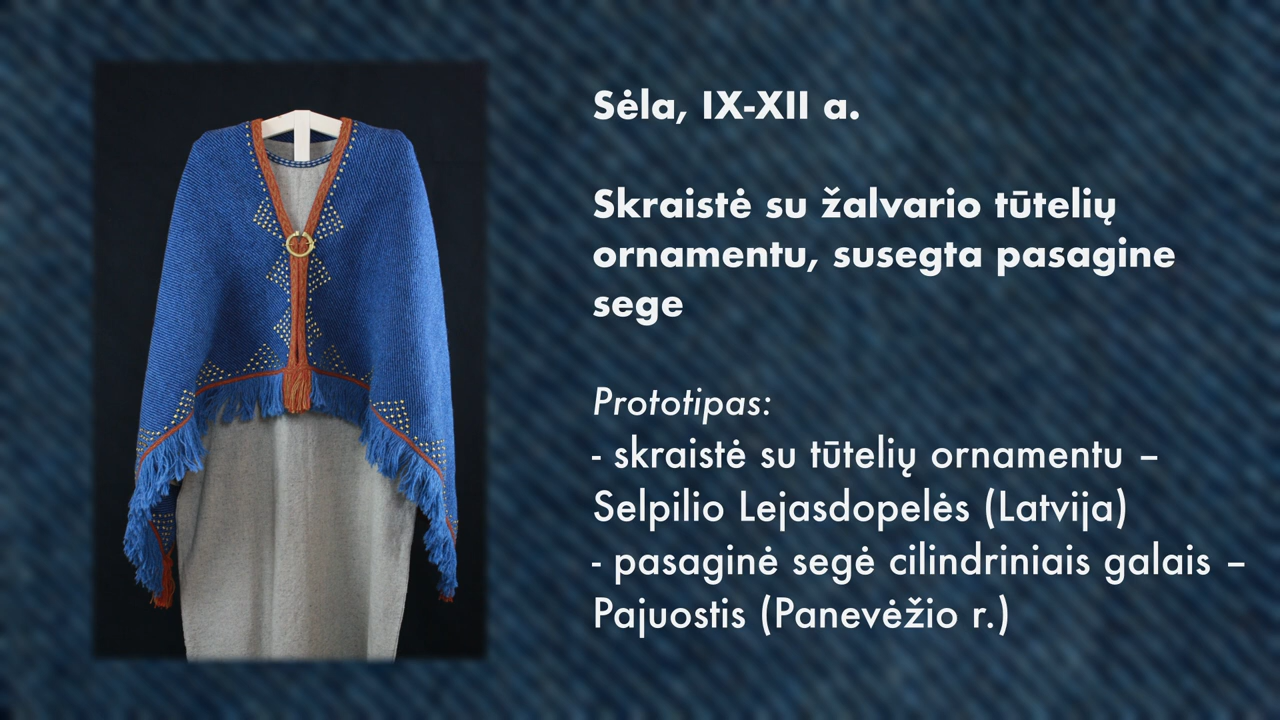 Sėla, IX-XII a.
Skraistė su žalvario tūtelių
ornamentu, susegta pasagine
sege
Prototipas:
- skraistė su tūtelių ornamentu –
Selpilio Lejasdopelės (Latvija)
- pasaginė segė cilindriniais galais –
Pajuostis (Panevėžio r.)